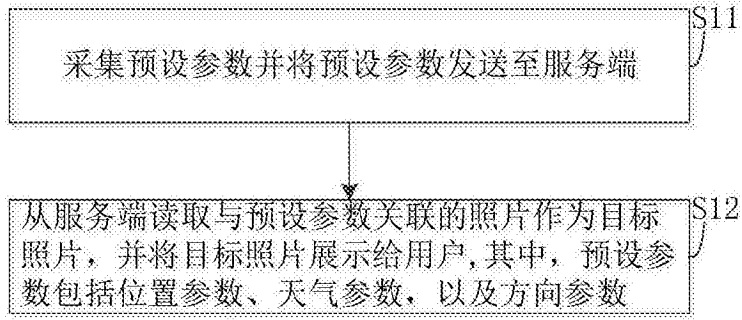 S11
采集预设参数并将预设参数发送至服务端
S12
从服务端读取与预设参数关联的照片作为目标
照片，并将目标照片展示给用户,其中，预设参
数包括位置参数、天气参数，以及方向参数